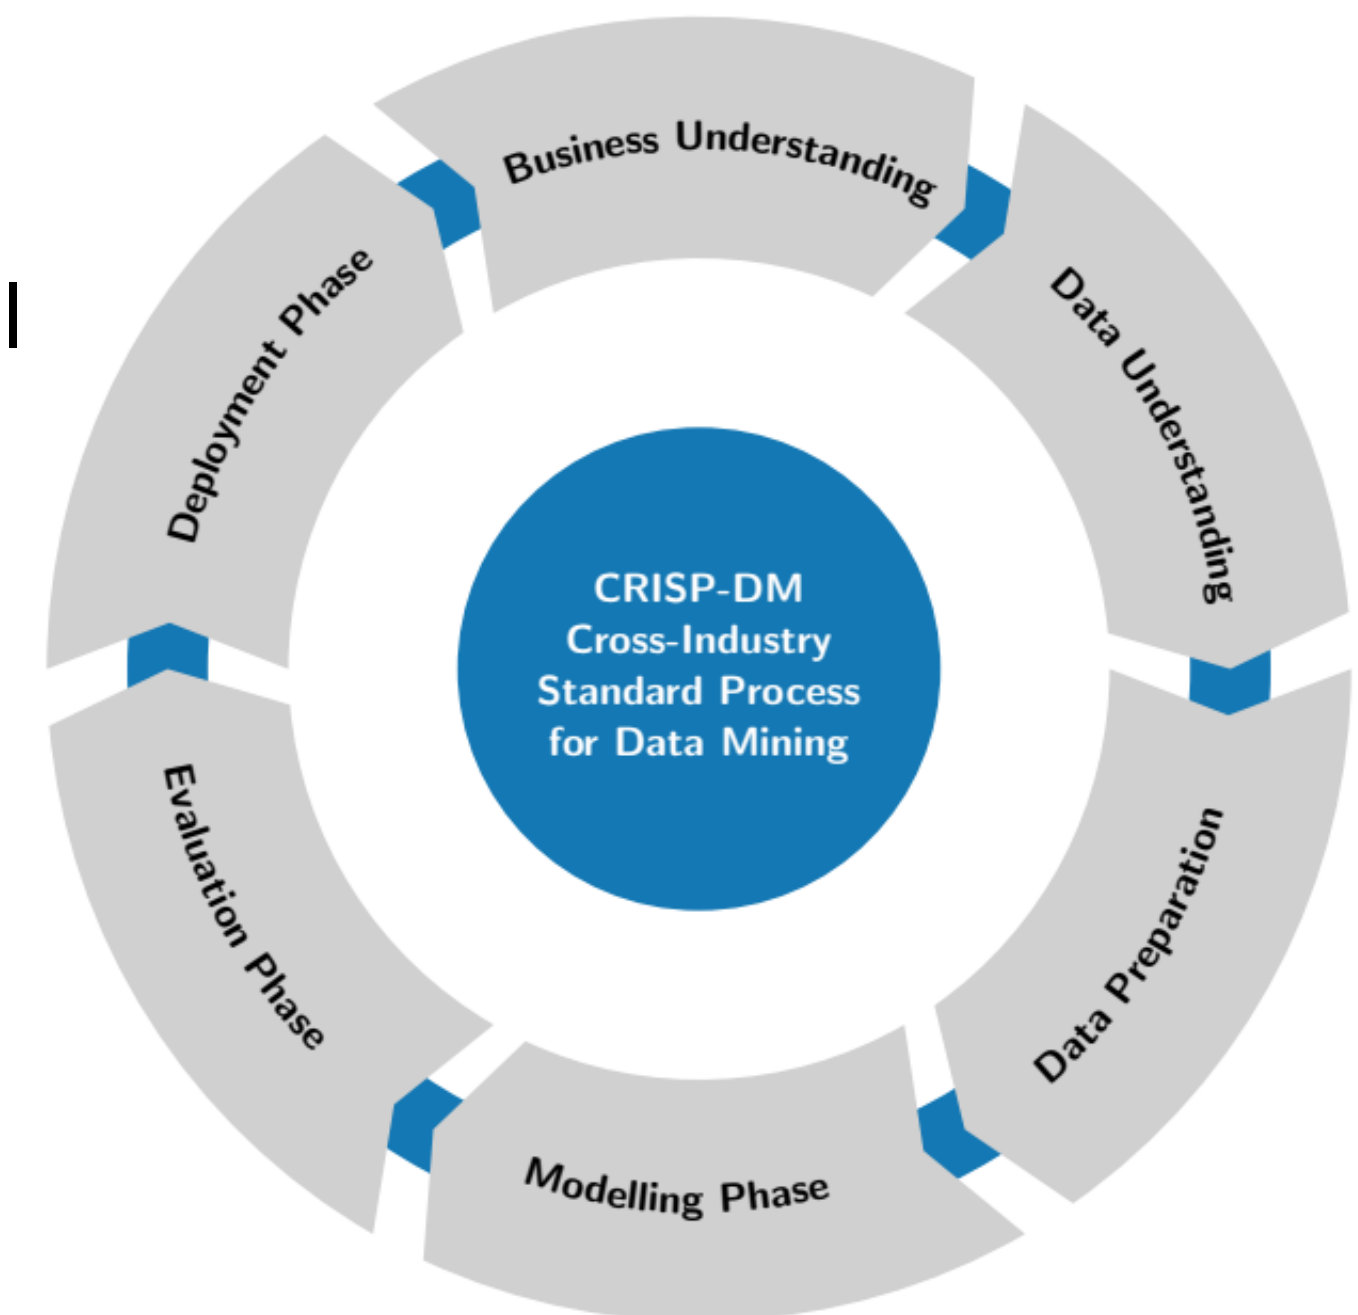 Business Understanding
Data Understanding
Data Preparation
Modelling Phase
Evaluation Phase
Deployment Phase
CRISP-DM
Cross-Industry
Standard Process
for Data Mining